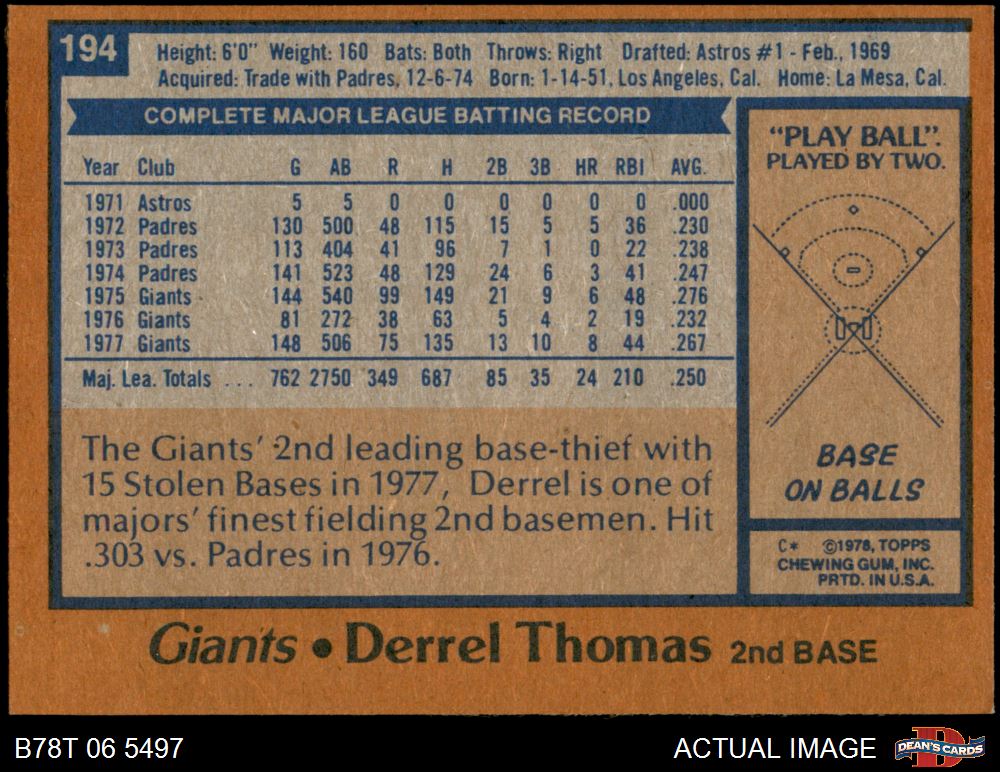 194
Height: 6'0" Weight: 160 Bats: Both Throws: Right Drafted: Astros #1 - Feb., 1969
Acquired: Trade with Padres, 12-6-74 Born: 1-14-51, Los Angeles, Cal. Home: La Mesa, Cal.
COMPLETE MAJOR LEAGUE BATTING RECORD
Year Club G AB R H 2B 3B HR RBI AVG.
1971 Astros 5 5 0 0 0 0 0 0 .000
1972 Padres 130 500 48 115 15 5 5 36 .230
1973 Padres 113 404 41 96 7 1 0 22 .238
1974 Padres 141 523 48 129 24 6 3 41 .247
1975 Giants 144 540 99 149 21 9 6 48 .276
1976 Giants 81 272 38 63 5 4 2 19 .232
1977 Giants 148 506 75 135 13 10 8 44 .267
Maj. Lea. Totals ... 762 2750 349 687 85 35 24 210 .250
The Giants' 2nd leading base-thief with
15 Stolen Bases in 1977, Derrel is one of
majors' finest fielding 2nd basemen. Hit
.303 vs. Padres in 1976.
"PLAY BALL".
PLAYED BY TWO.
BASE
ON BALLS
C* ©1978, TOPPS
CHEWING GUM, INC.
PRTD. IN U.S.A.
Giants • Derrel Thomas 2nd BASE
B78T 06 5497
ACTUAL IMAGE
D
DEAN'S CARDS